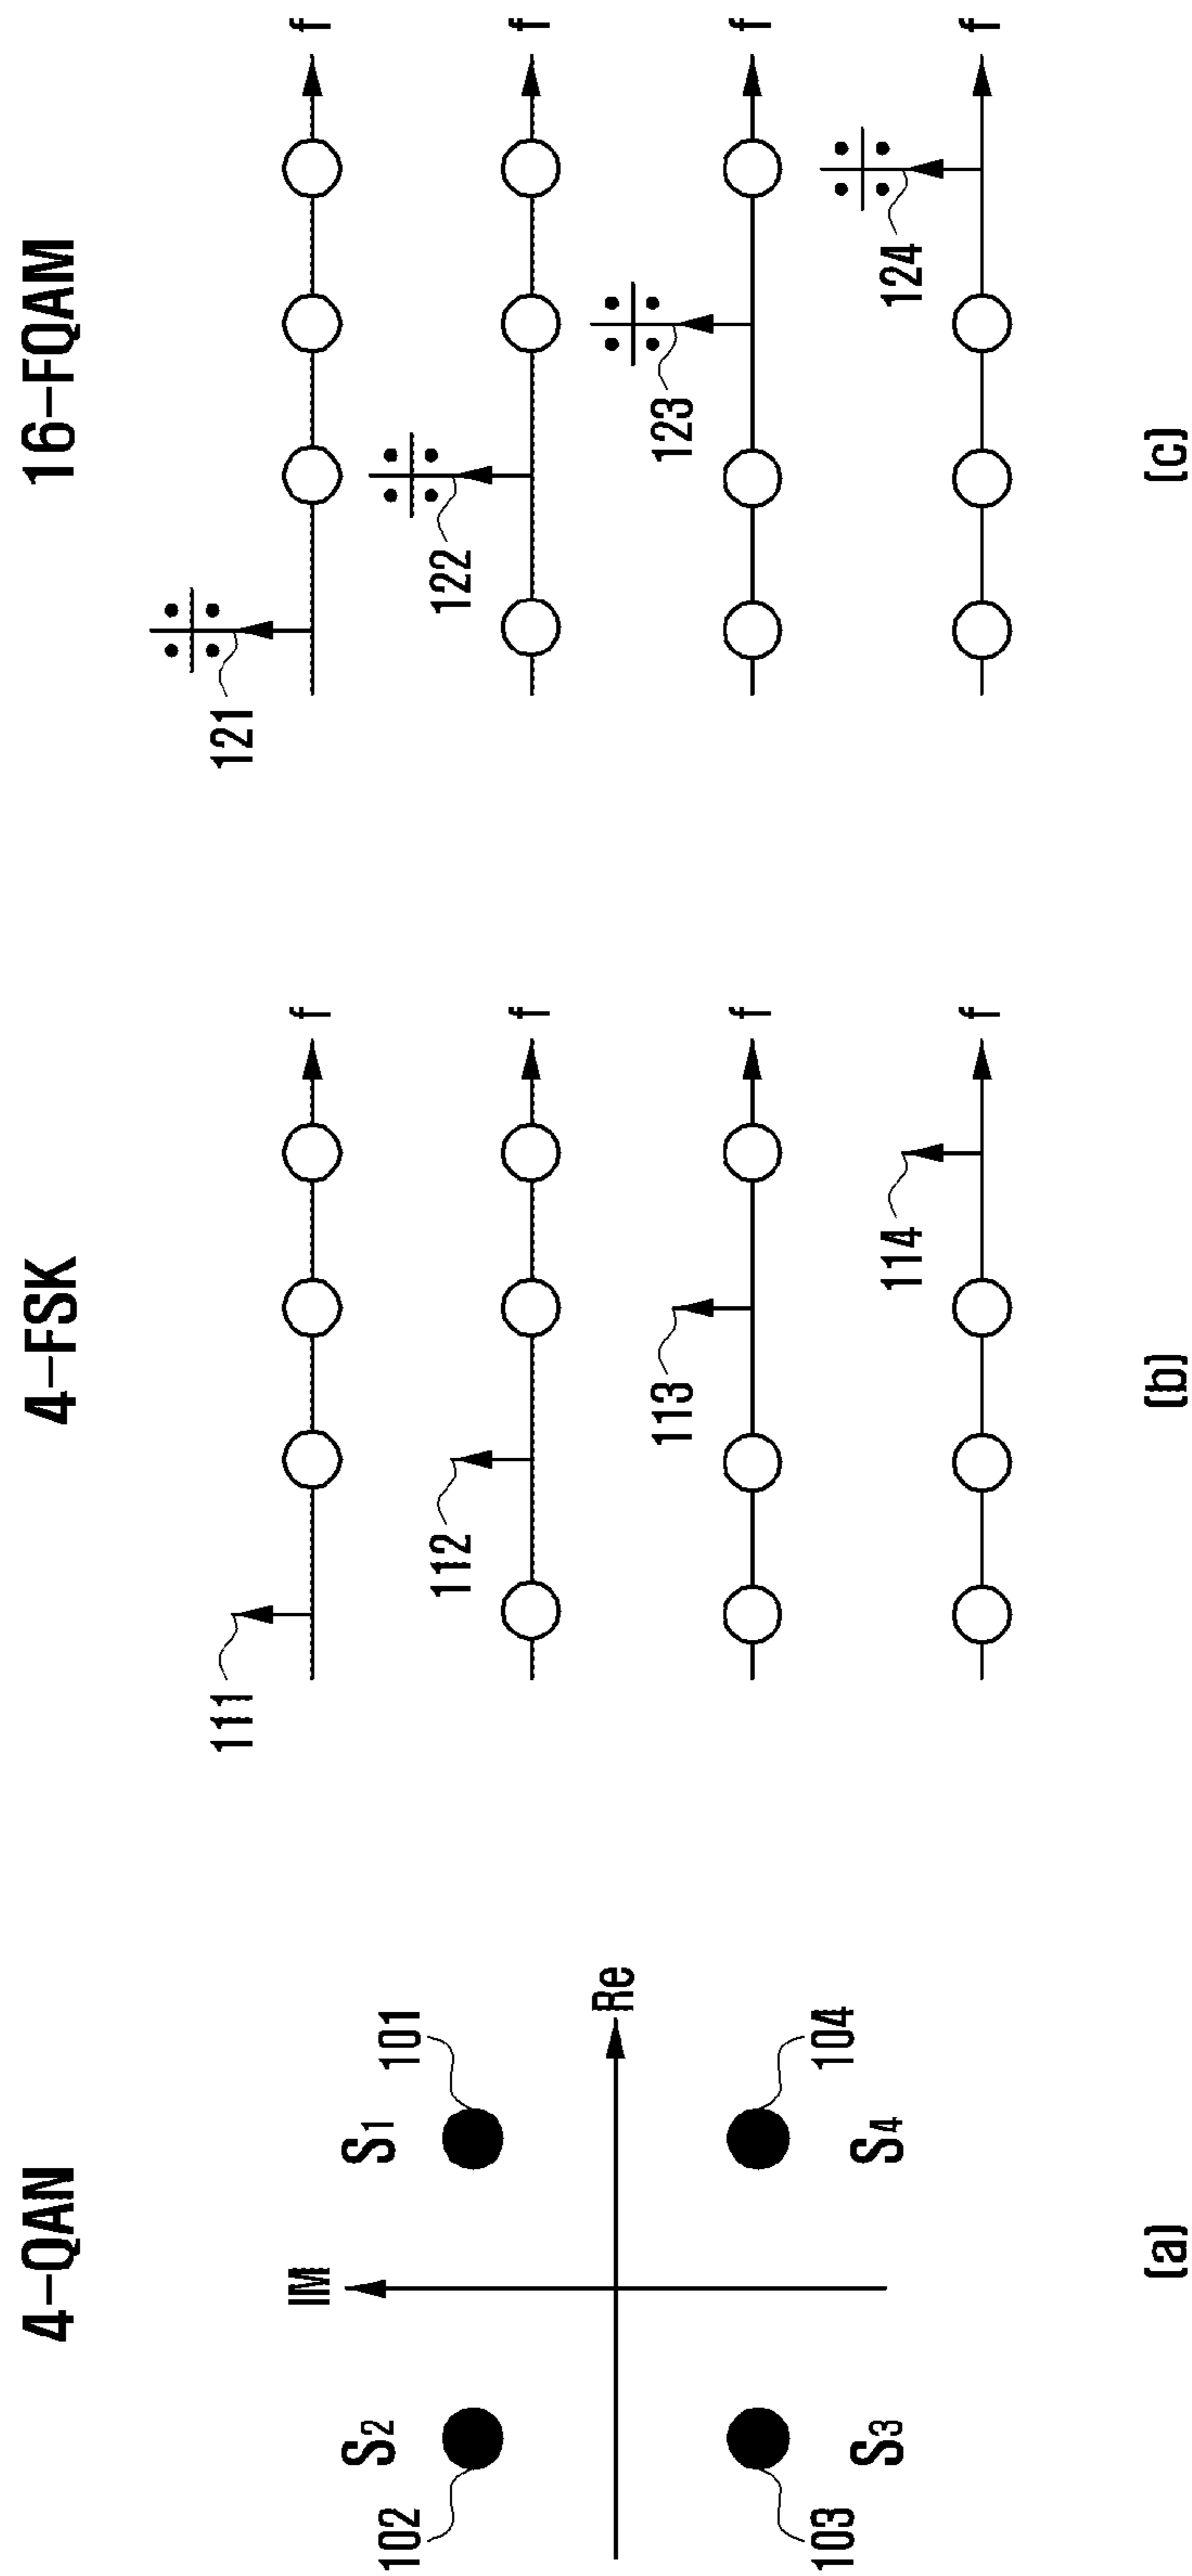 4-QAN
IM
Re
S2
102
S1
101
S3
103
S4
104
(a)
4-FSK
111
f
112
f
113
f
114
f
(b)
16-FQAM
121
f
122
f
123
f
124
f
(c)